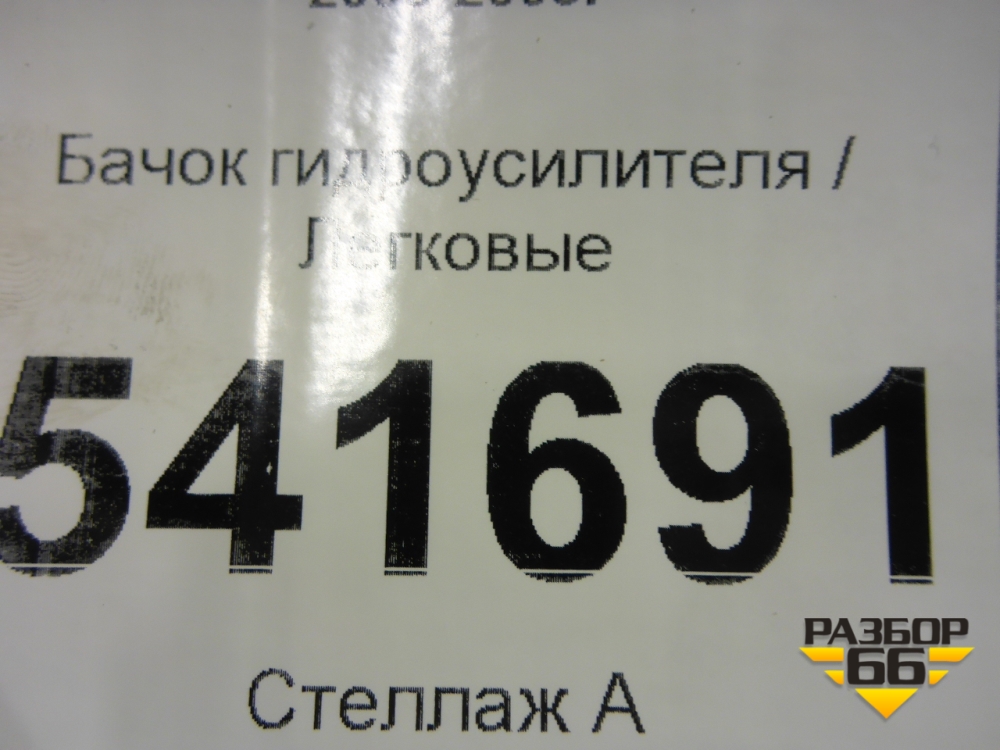 Бачок гидроусилителя /
Легковые
541691
Стеллаж А
РАЗБОР
66